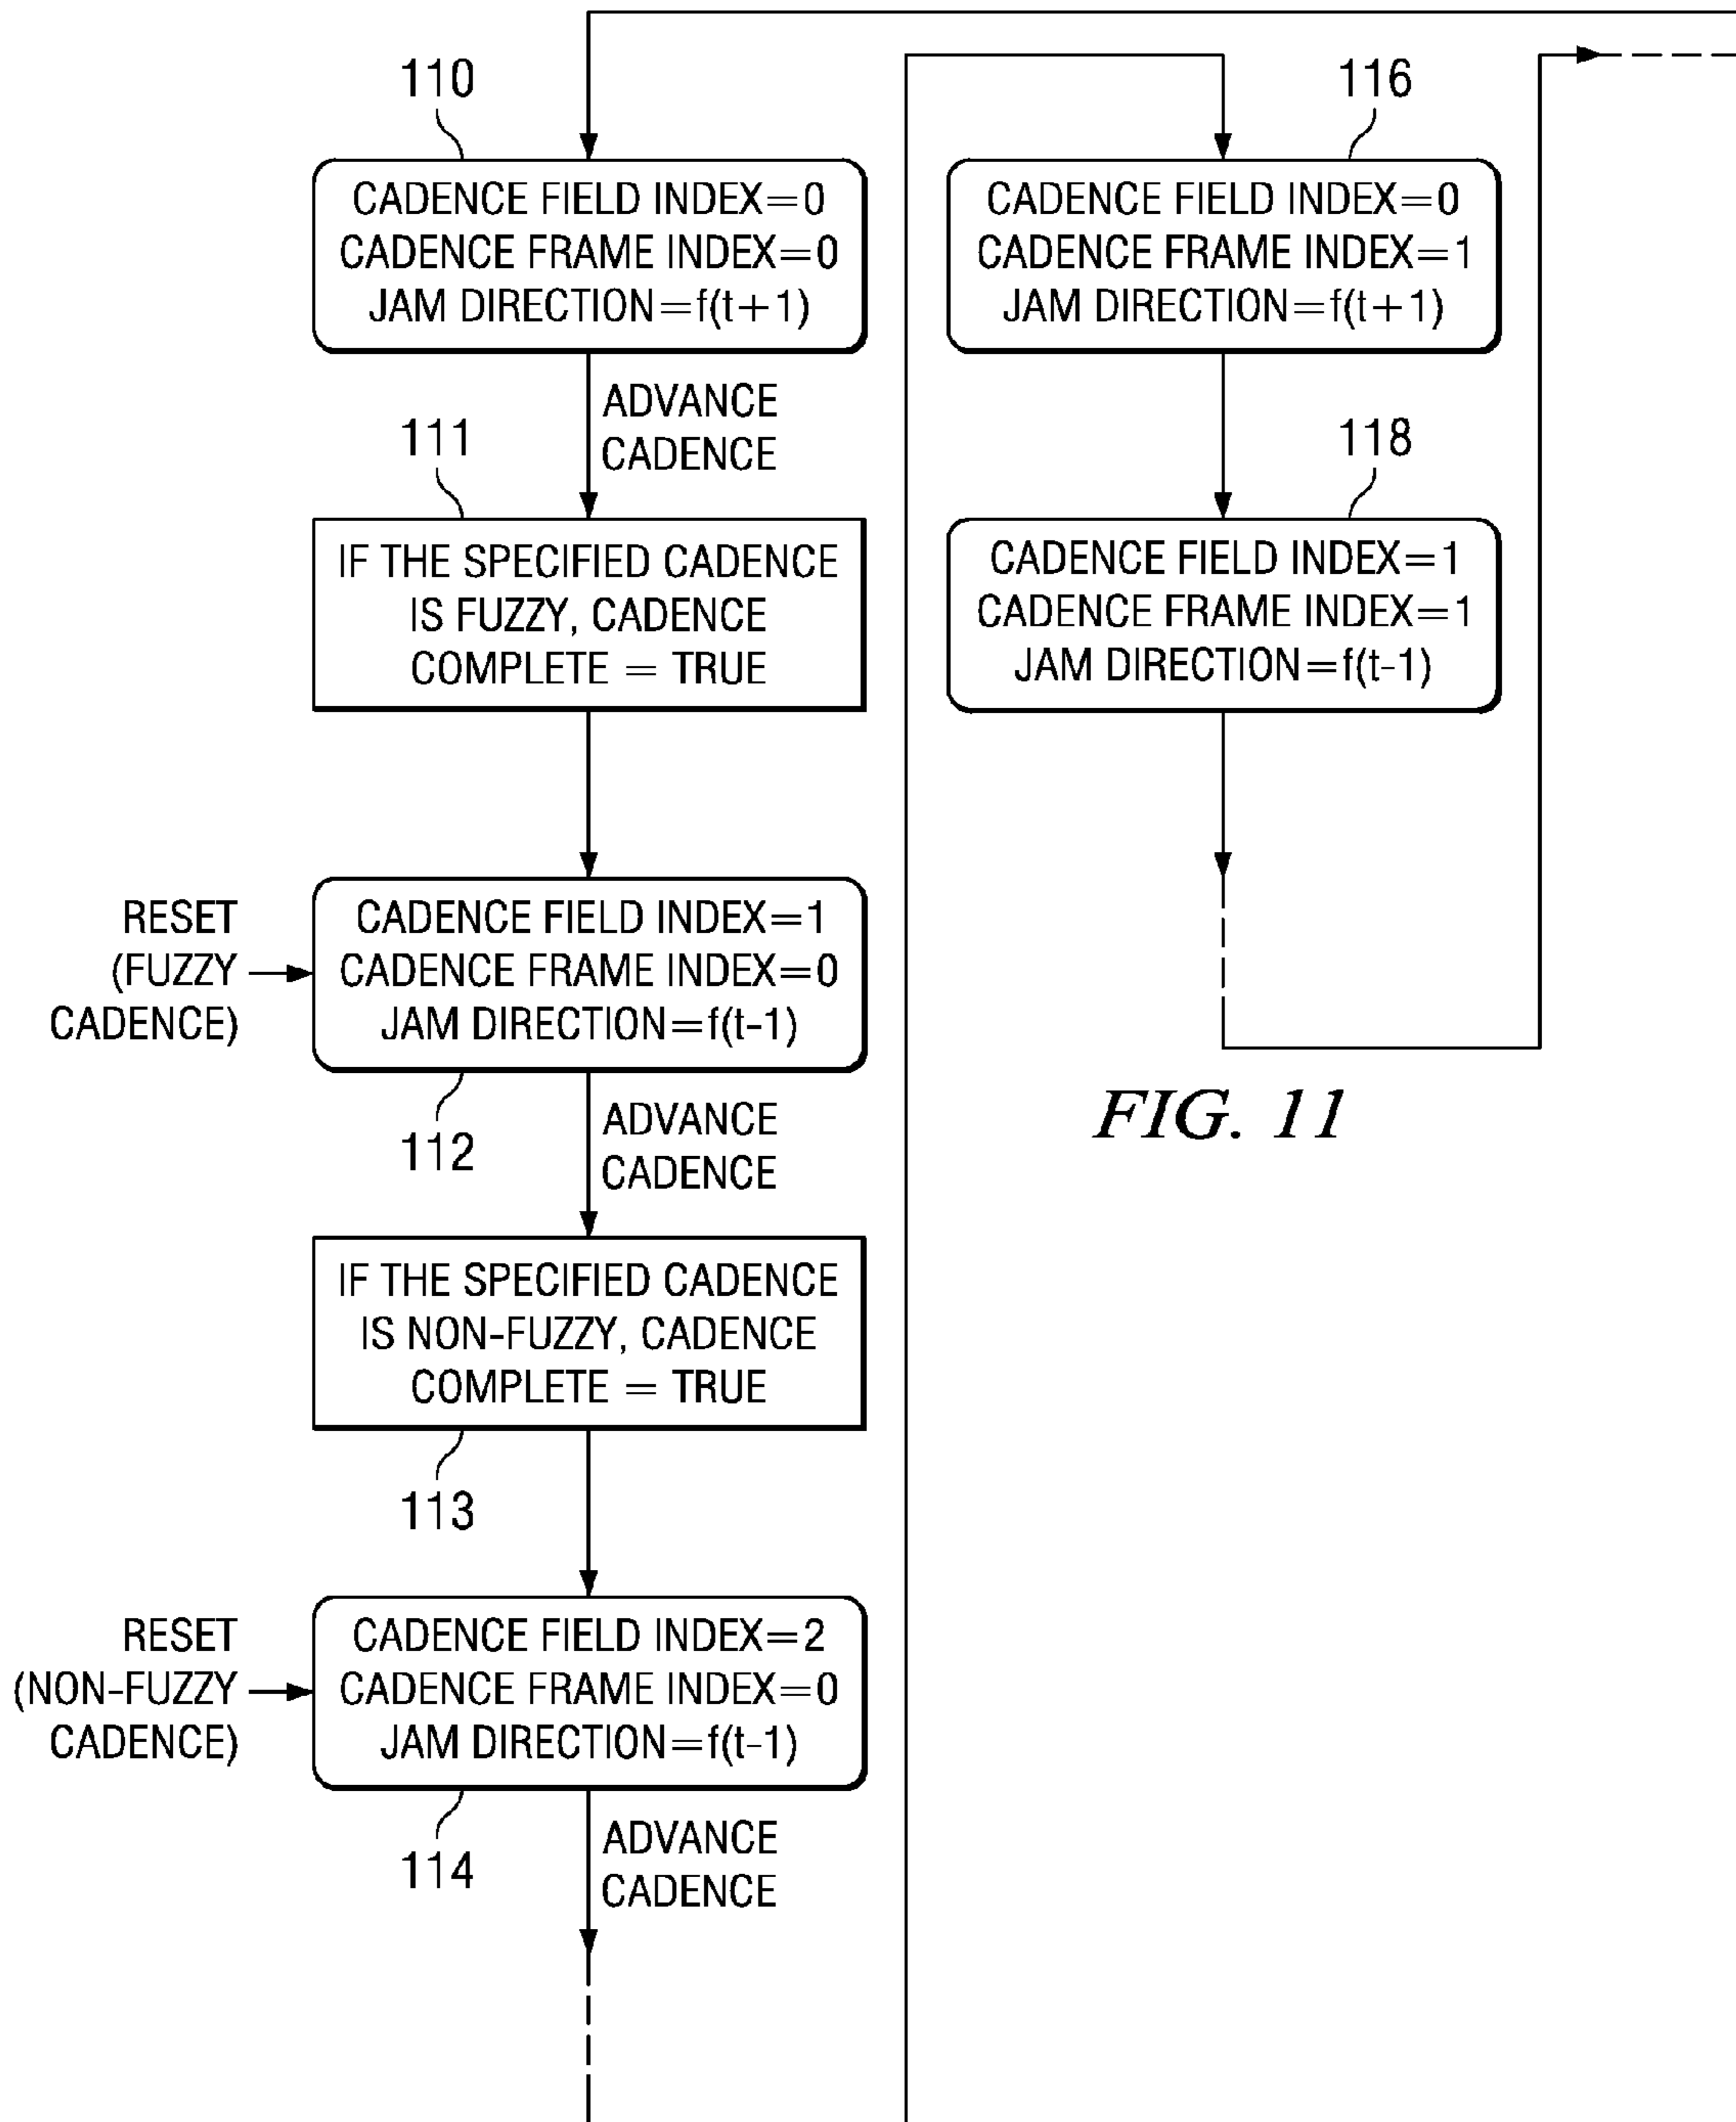 110
CADENCE FIELD INDEX=0
CADENCE FRAME INDEX=0
JAM DIRECTION=f(t+1)
ADVANCE
CADENCE
111
IF THE SPECIFIED CADENCE
IS FUZZY, CADENCE
COMPLETE = TRUE
RESET
(FUZZY
CADENCE)
CADENCE FIELD INDEX=1
CADENCE FRAME INDEX=0
JAM DIRECTION=f(t-1)
112
ADVANCE
CADENCE
IF THE SPECIFIED CADENCE
IS NON-FUZZY, CADENCE
COMPLETE = TRUE
113
RESET
(NON-FUZZY
CADENCE)
CADENCE FIELD INDEX=2
CADENCE FRAME INDEX=0
JAM DIRECTION=f(t-1)
114
ADVANCE
CADENCE
116
CADENCE FIELD INDEX=0
CADENCE FRAME INDEX=1
JAM DIRECTION=f(t+1)
118
CADENCE FIELD INDEX=1
CADENCE FRAME INDEX=1
JAM DIRECTION=f(t-1)
FIG. 11